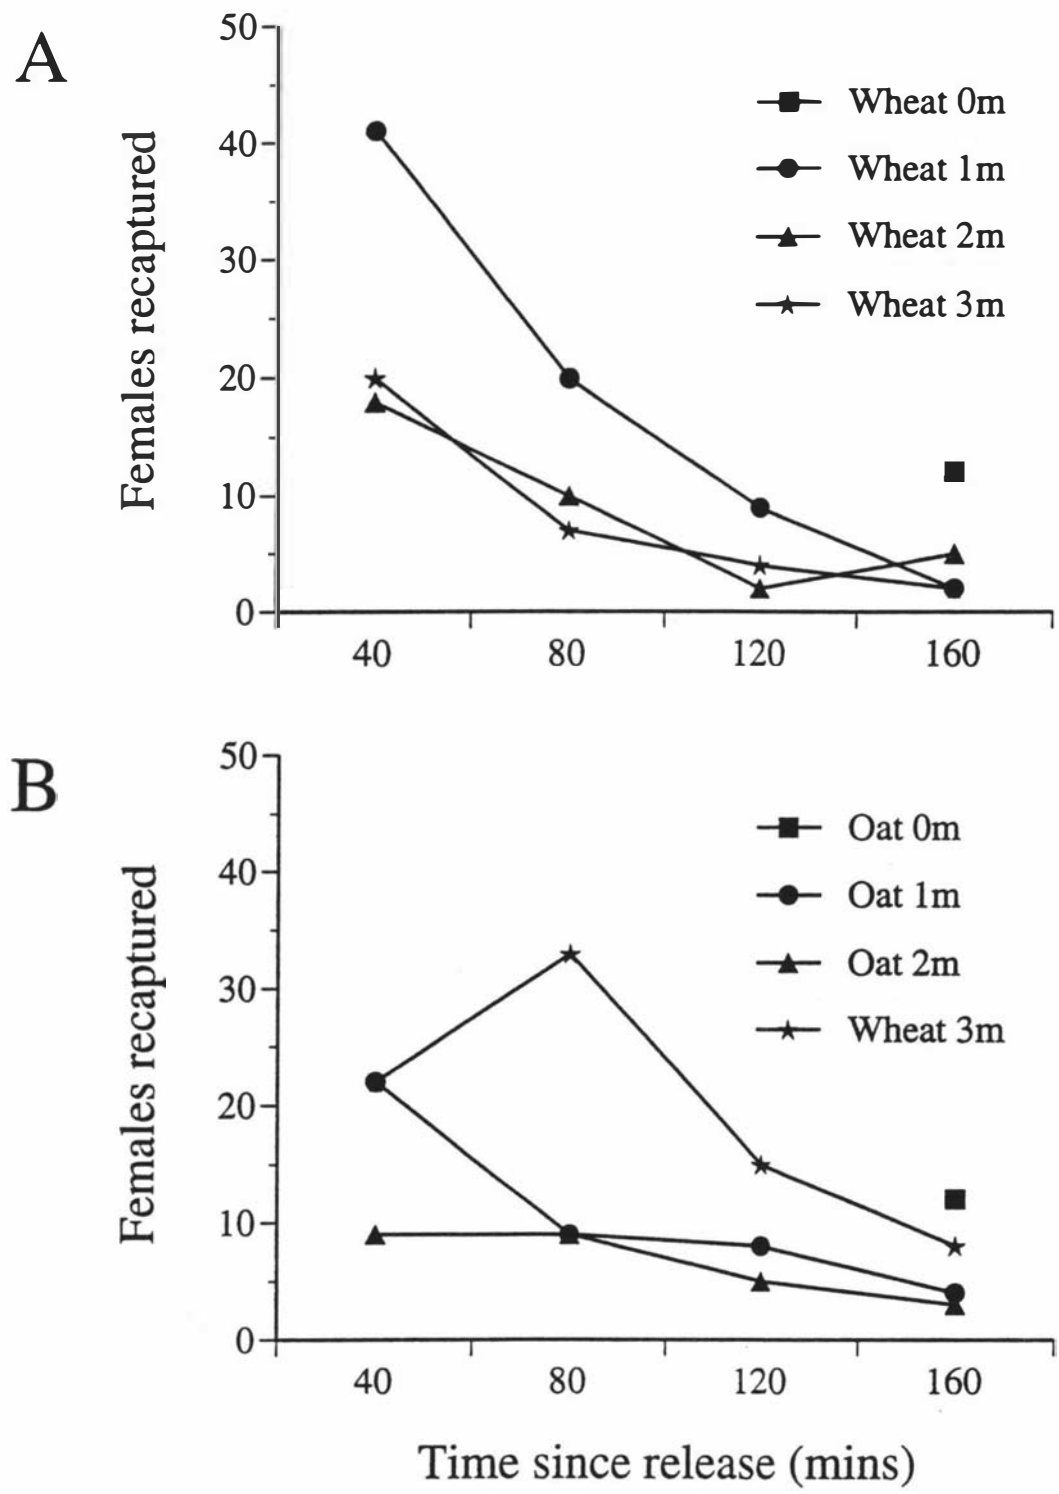 A
50
40
30
20
10
0
Females recaptured
Wheat 0m
Wheat 1m
Wheat 2m
Wheat 3m
40 80 120 160
B
50
40
30
20
10
0
Females recaptured
Oat 0m
Oat 1m
Oat 2m
Wheat 3m
40 80 120 160
Time since release (mins)